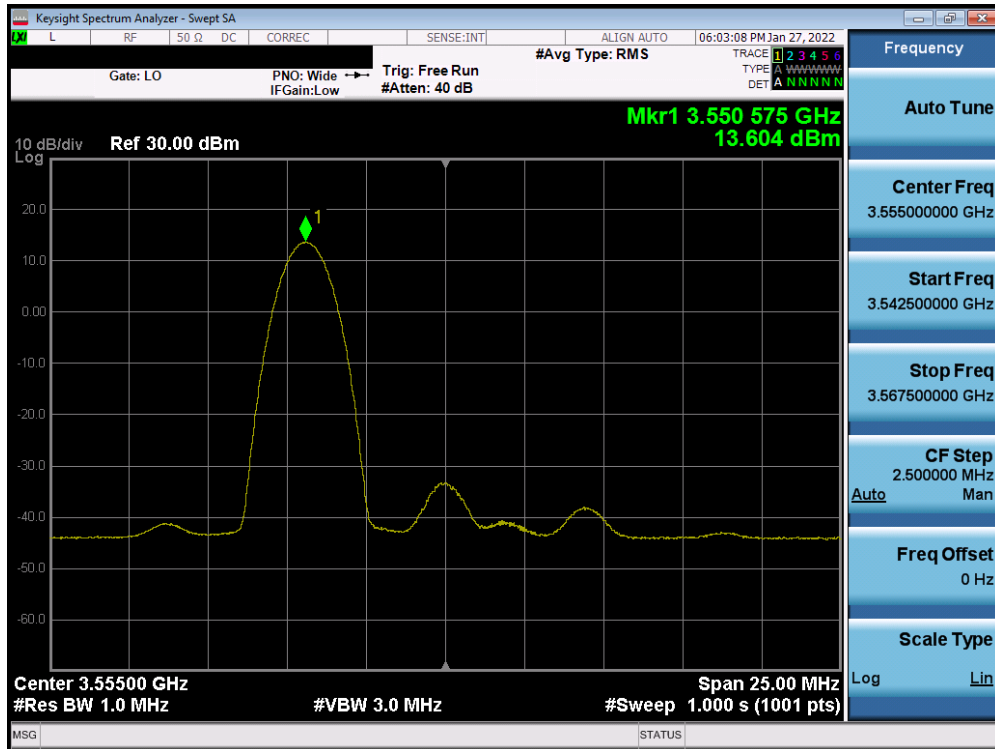 Keysight Spectrum Analyzer - Swept SA
LXI L RF 50 Ω DC CORREC SENSE:INT ALIGN AUTO 06:03:08 PM Jan 27, 2022
Gate: LO
PNO: Wide
IFGain:Low
Trig: Free Run
#Atten: 40 dB
#Avg Type: RMS
TRACE 1 2 3 4 5 6
TYPE A WWWWW
DET A N N N N N
Mkr1 3.550 575 GHz
13.604 dBm
10 dB/div
Log
Ref 30.00 dBm
1
20.0
10.0
0.00
-10.0
-20.0
-30.0
-40.0
-50.0
-60.0
Center 3.55500 GHz
#Res BW 1.0 MHz
#VBW 3.0 MHz
Span 25.00 MHz
#Sweep 1.000 s (1001 pts)
MSG
STATUS
Frequency
Auto Tune
Center Freq
3.555000000 GHz
Start Freq
3.542500000 GHz
Stop Freq
3.567500000 GHz
CF Step
2.500000 MHz
Auto Man
Freq Offset
0 Hz
Scale Type
Log Lin